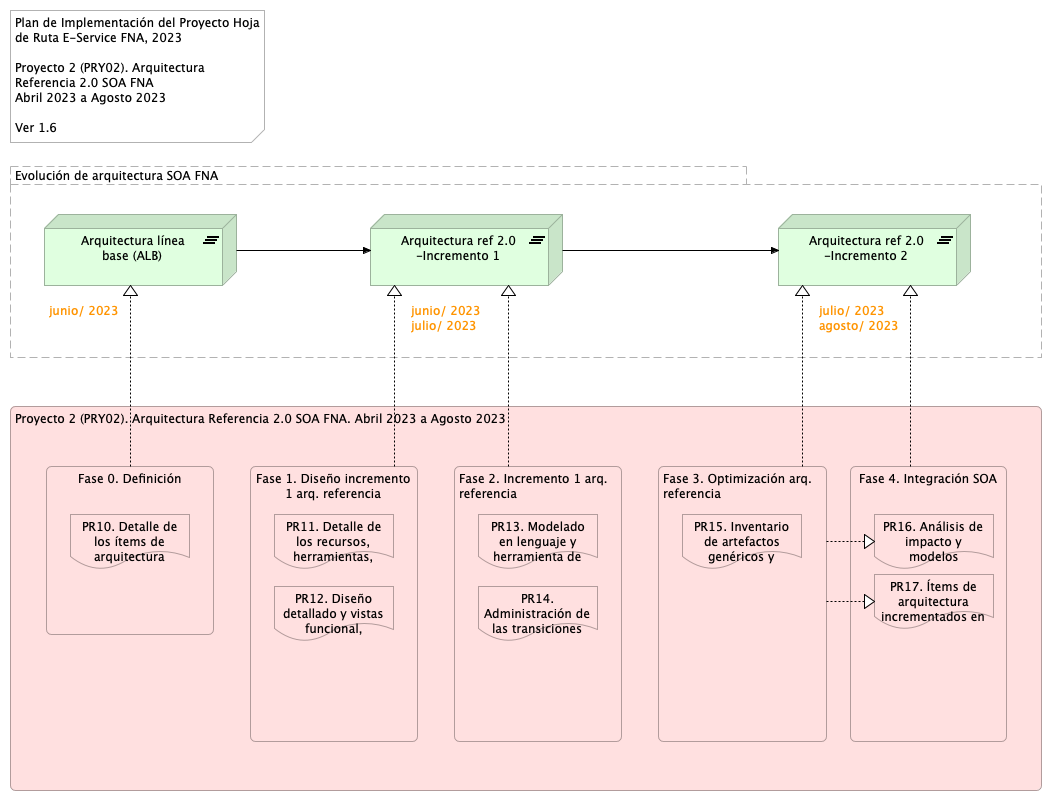 Plan de Implementación del Proyecto Hoja
de Ruta E-Service FNA, 2023
Proyecto 2 (PRY02). Arquitectura
Referencia 2.0 SOA FNA
Abril 2023 a Agosto 2023
Ver 1.6
Evolución de arquitectura SOA FNA
Arquitectura línea
base (ALB)
Arquitectura ref 2.0
-Incremento 1
Arquitectura ref 2.0
-Incremento 2
junio/ 2023
junio/ 2023
julio/ 2023
julio/ 2023
agosto/ 2023
Proyecto 2 (PRY02). Arquitectura Referencia 2.0 SOA FNA. Abril 2023 a Agosto 2023
Fase 0. Definición
PR10. Detalle de
los ítems de
arquitectura
Fase 1. Diseño incremento
1 arq. referencia
PR11. Detalle de
los recursos,
herramientas,
PR12. Diseño
detallado y vistas
funcional,
Fase 2. Incremento 1 arq.
referencia
PR13. Modelado
en lenguaje y
herramienta de
PR14.
Administración de
las transiciones
Fase 3. Optimización arq.
referencia
PR15. Inventario
de artefactos
genéricos y
Fase 4. Integración SOA
PR16. Análisis de
impacto y
modelos
PR17. Ítems de
arquitectura
incrementados en